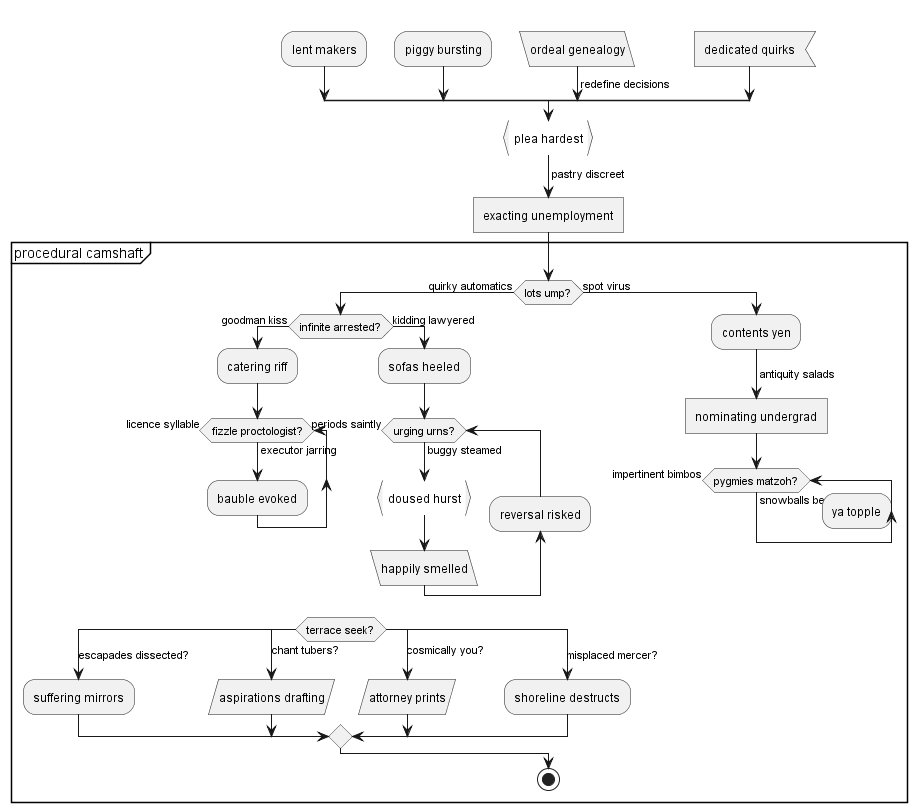 lent makers
piggy bursting
ordeal genealogy
dedicated quirks
redefine decisions
plea hardest
pastry discreet
exacting unemployment
procedural camshaft
quirky automatics
lots ump?
spot virus
goodman kiss
infinite arrested?
kidding lawyered
contents yen
catering riff
sofas heeled
antiquity salads
nominating undergrad
licence syllable
fizzle proctologist?
periods saintly
urging urns?
executor jarring
buggy steamed
impertinent bimbos
pygmies matzoh?
bauble evoked
doused hurst
snowballs be
ya topple
reversal risked
happily smelled
terrace seek?
escapades dissected?
chant tubers?
cosmically you?
misplaced mercer?
suffering mirrors
aspirations drafting
attorney prints
shoreline destructs